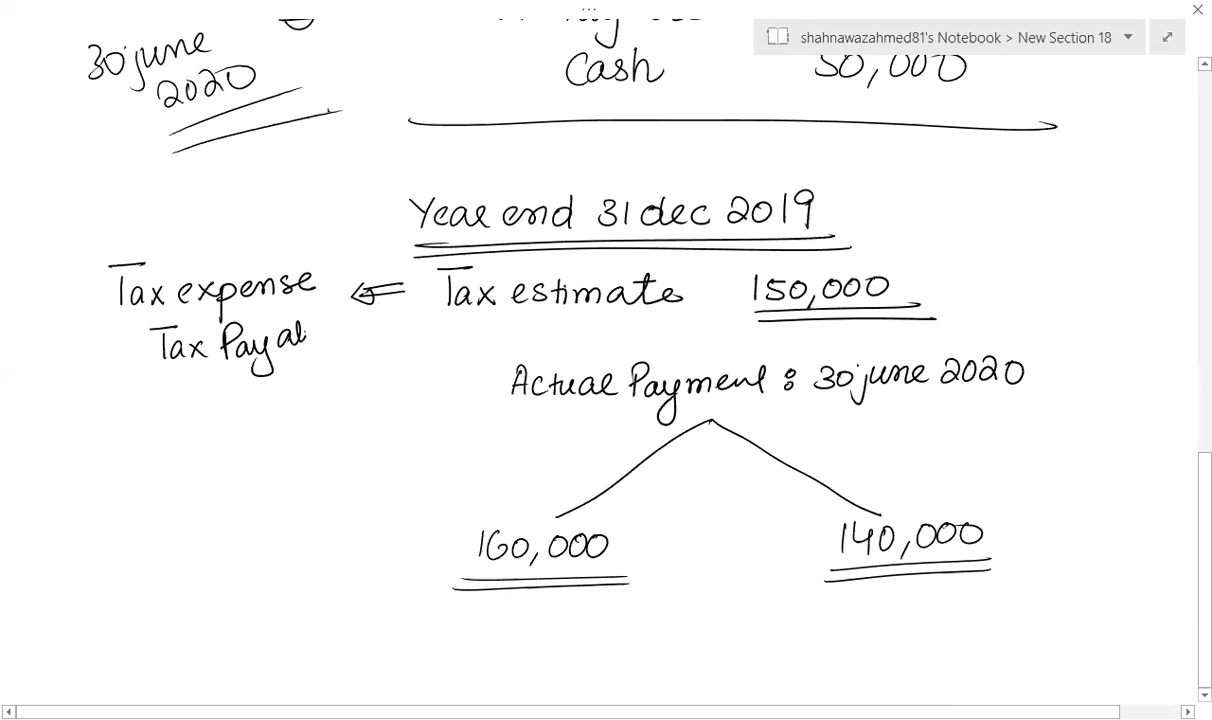 shahnawazahmed81's Notebook > New Section 18
30 june
2020
Cash 50,000
Year end 31 dec 2019
Tax expense ⇐ Tax estimate 150,000
Tax Payab
Actual Payment : 30 june 2020
160,000 140,000